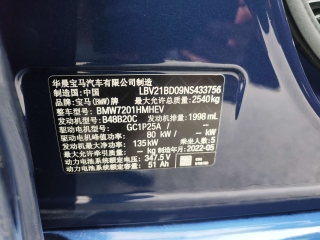 华晨宝马汽车有限公司制造
制造国:中国 LBV21BD09NS433756
品牌:宝马(BMW)牌 最大允许总质量:2540kg
整车型号:BMW7201HMHEV
发动机型号:B48B20C 发动机排量:1998 mL
驱动电机型号: GC1P25A / --
驱动电机峰值功率: 80 kW / -- kW
发动机最大净功率:135kW 乘坐人数:5
动力电池系统额定电压:347.5 V 制造年月:2022-05
动力电池系统额定容量: 51 Ah